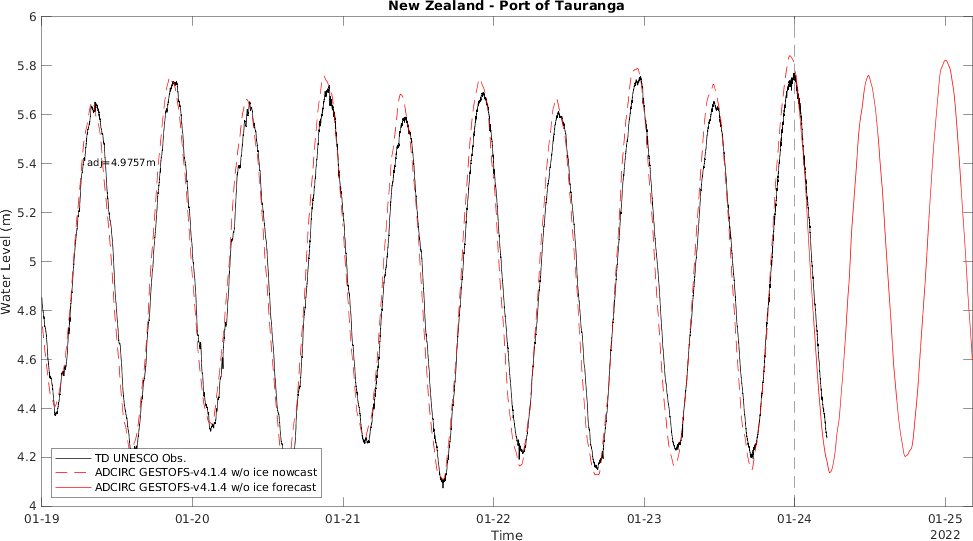 New Zealand - Port of Tauranga
6
5.8
5.6
5.4
5.2
5
4.8
4.6
4.4
4.2
4
Water Level (m)
adj=4.9757m
TD UNESCO Obs.
ADCIRC GESTOFS-v4.1.4 w/o ice nowcast
ADCIRC GESTOFS-v4.1.4 w/o ice forecast
01-19 01-20 01-21 01-22 01-23 01-24 01-25
Time
2022